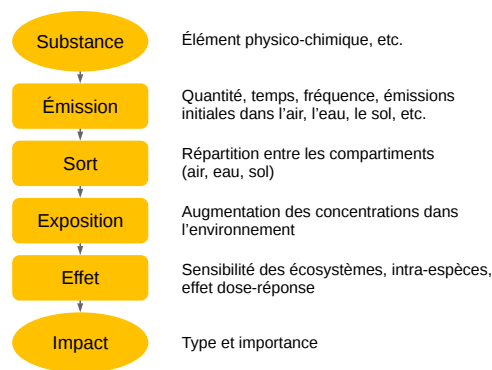 Substance
Élément physico-chimique, etc.
Émission
Quantité, temps, fréquence, émissions
initiales dans l’air, l’eau, le sol, etc.
Sort
Répartition entre les compartiments
(air, eau, sol)
Exposition
Augmentation des concentrations dans
l’environnement
Effet
Sensibilité des écosystèmes, intra-espèces,
effet dose-réponse
Impact
Type et importance